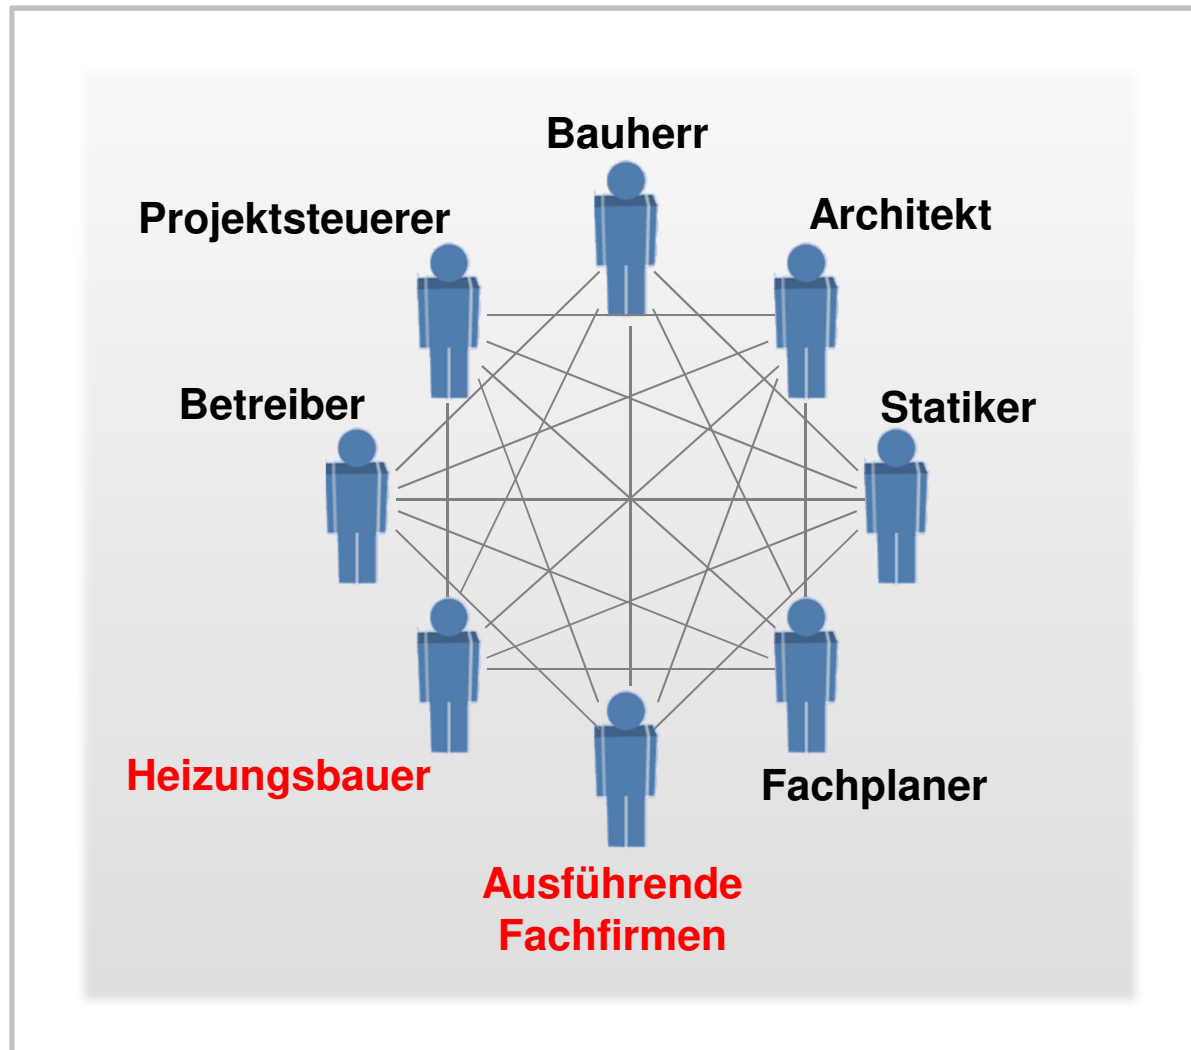 Bauherr
Projektsteuerer
Architekt
Betreiber
Statiker
Heizungsbauer
Fachplaner
Ausführende
Fachfirmen